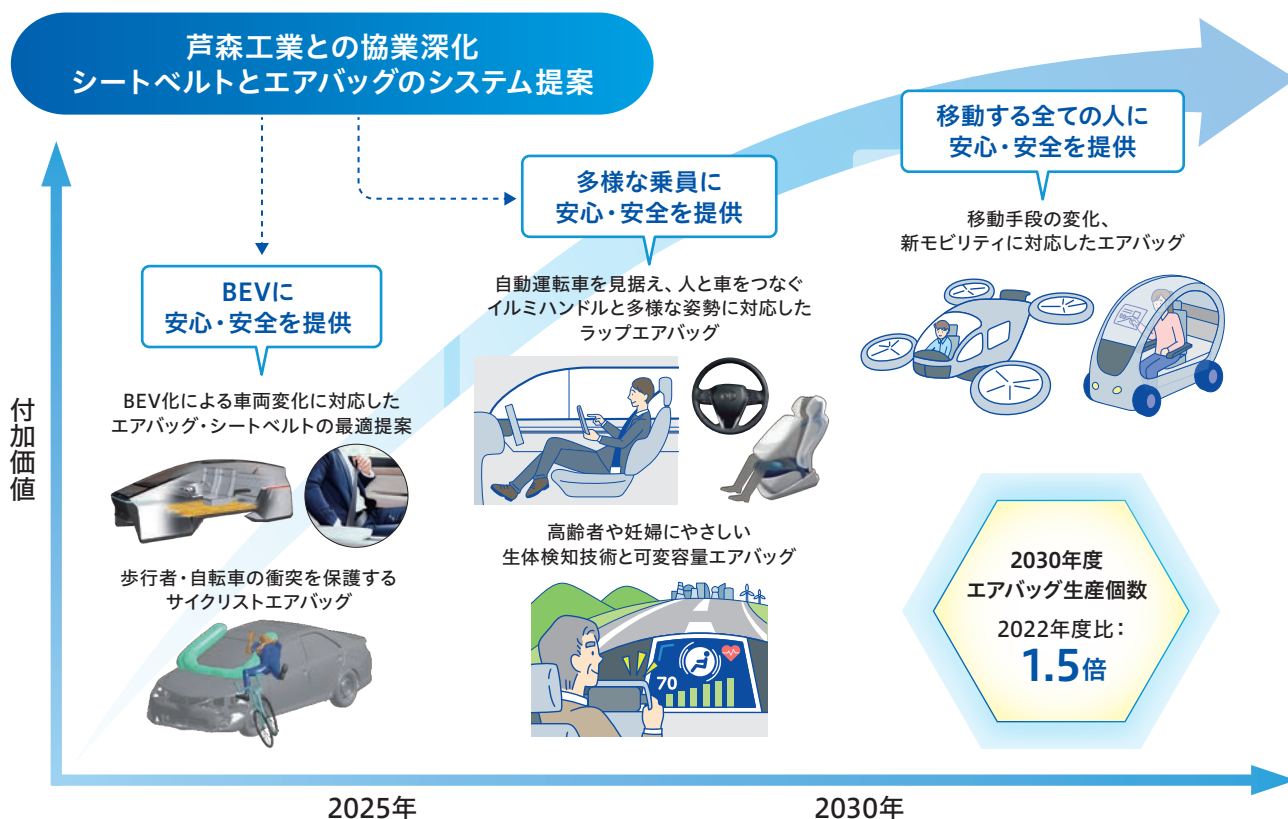 芦森工業との協業深化
シートベルトとエアバッグのシステム提案
移動する全ての人に
安心・安全を提供
移動手段の変化、
新モビリティに対応したエアバッグ
多様な乗員に
安心・安全を提供
自動運転車を見据え、人と車をつなぐ
イルミハンドルと多様な姿勢に対応した
ラップエアバッグ
BEVに
安心・安全を提供
BEV化による車両変化に対応した
エアバッグ・シートベルトの最適提案
付加価値
歩行者・自転車の衝突を保護する
サイクリストエアバッグ
高齢者や妊婦にやさしい
生体検知技術と可変容量エアバッグ
70
2030年度
エアバッグ生産個数
2022年度比：
1.5倍
2025年
2030年